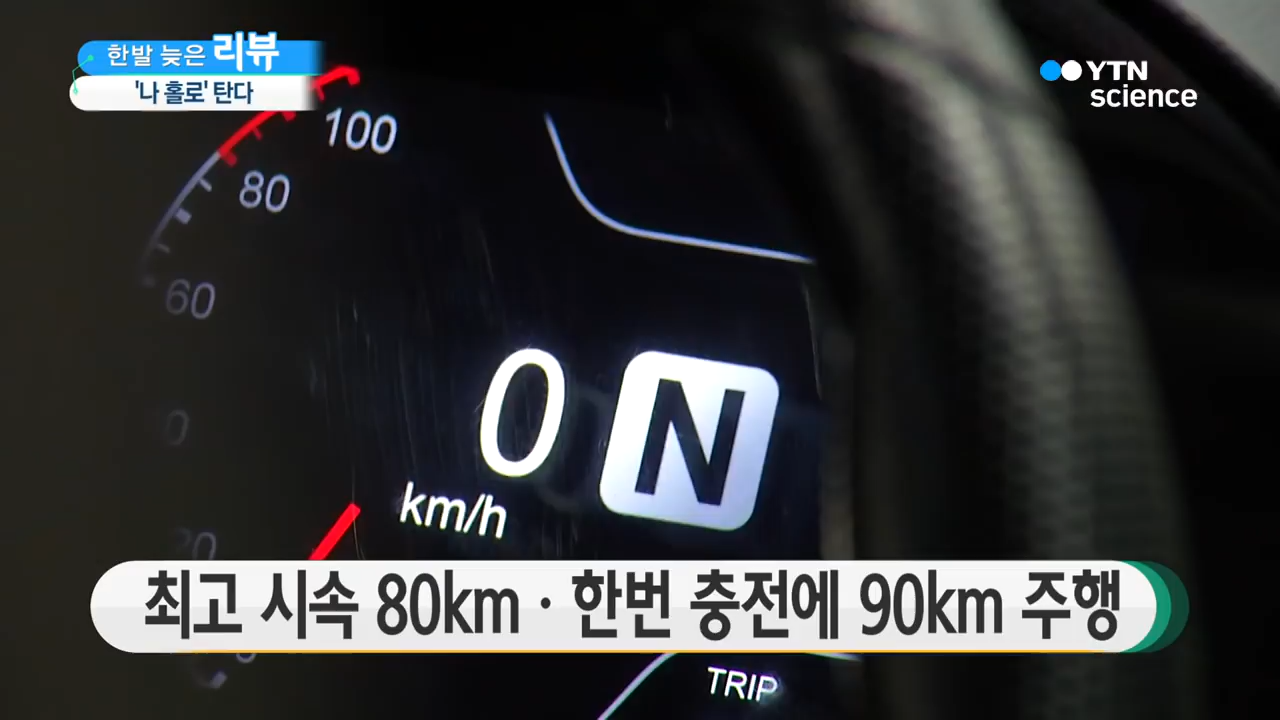 한발 늦은 리뷰
'나 홀로' 탄다
YTN
science
100
80
60
0 N
km/h
최고 시속 80km · 한번 충전에 90km 주행
TRIP